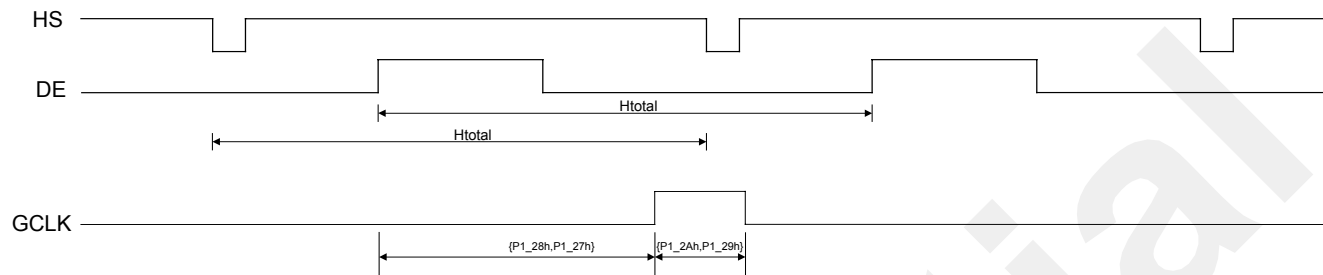 HS
DE
Htotal
Htotal
GCLK
{P1_28h,P1_27h}
{P1_2Ah,P1_29h}